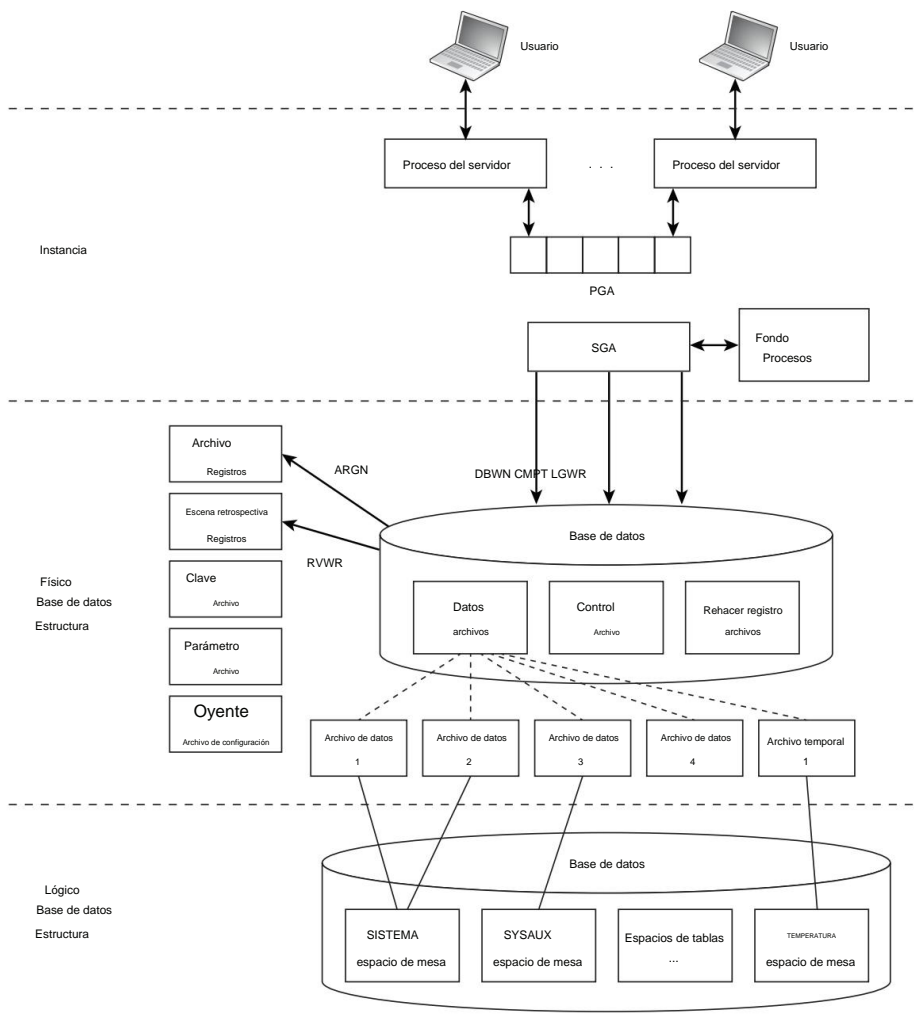 Usuario
Usuario
Proceso del servidor
. . .
Proceso del servidor
Instancia
PGA
SGA
Fondo
Procesos
Archivo
Registros
ARGN
DBWN CMPT LGWR
Escena retrospectiva
Registros
RVWR
Base de datos
Clave
Archivo
Físico
Base de datos
Estructura
Datos
archivos
Control
Archivo
Rehacer registro
archivos
Parámetro
Archivo
Oyente
Archivo de configuración
Archivo de datos
1
Archivo de datos
2
Archivo de datos
3
Archivo de datos
4
Archivo temporal
1
Base de datos
Lógico
Base de datos
Estructura
SISTEMA
espacio de mesa
SYSAUX
espacio de mesa
Espacios de tablas
...
TEMPERATURA
espacio de mesa